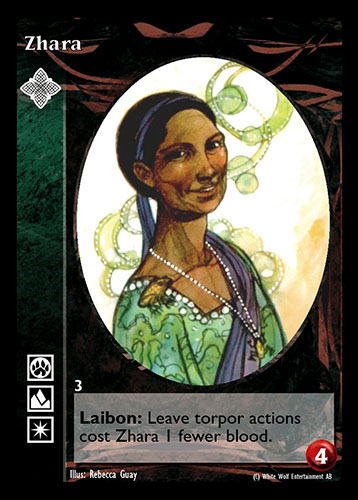 Zhara
3
Laibon: Leave torpor actions
cost Zhara 1 fewer blood.
4
Illus: Rebecca Guay
(C) White Wolf Entertainment AB